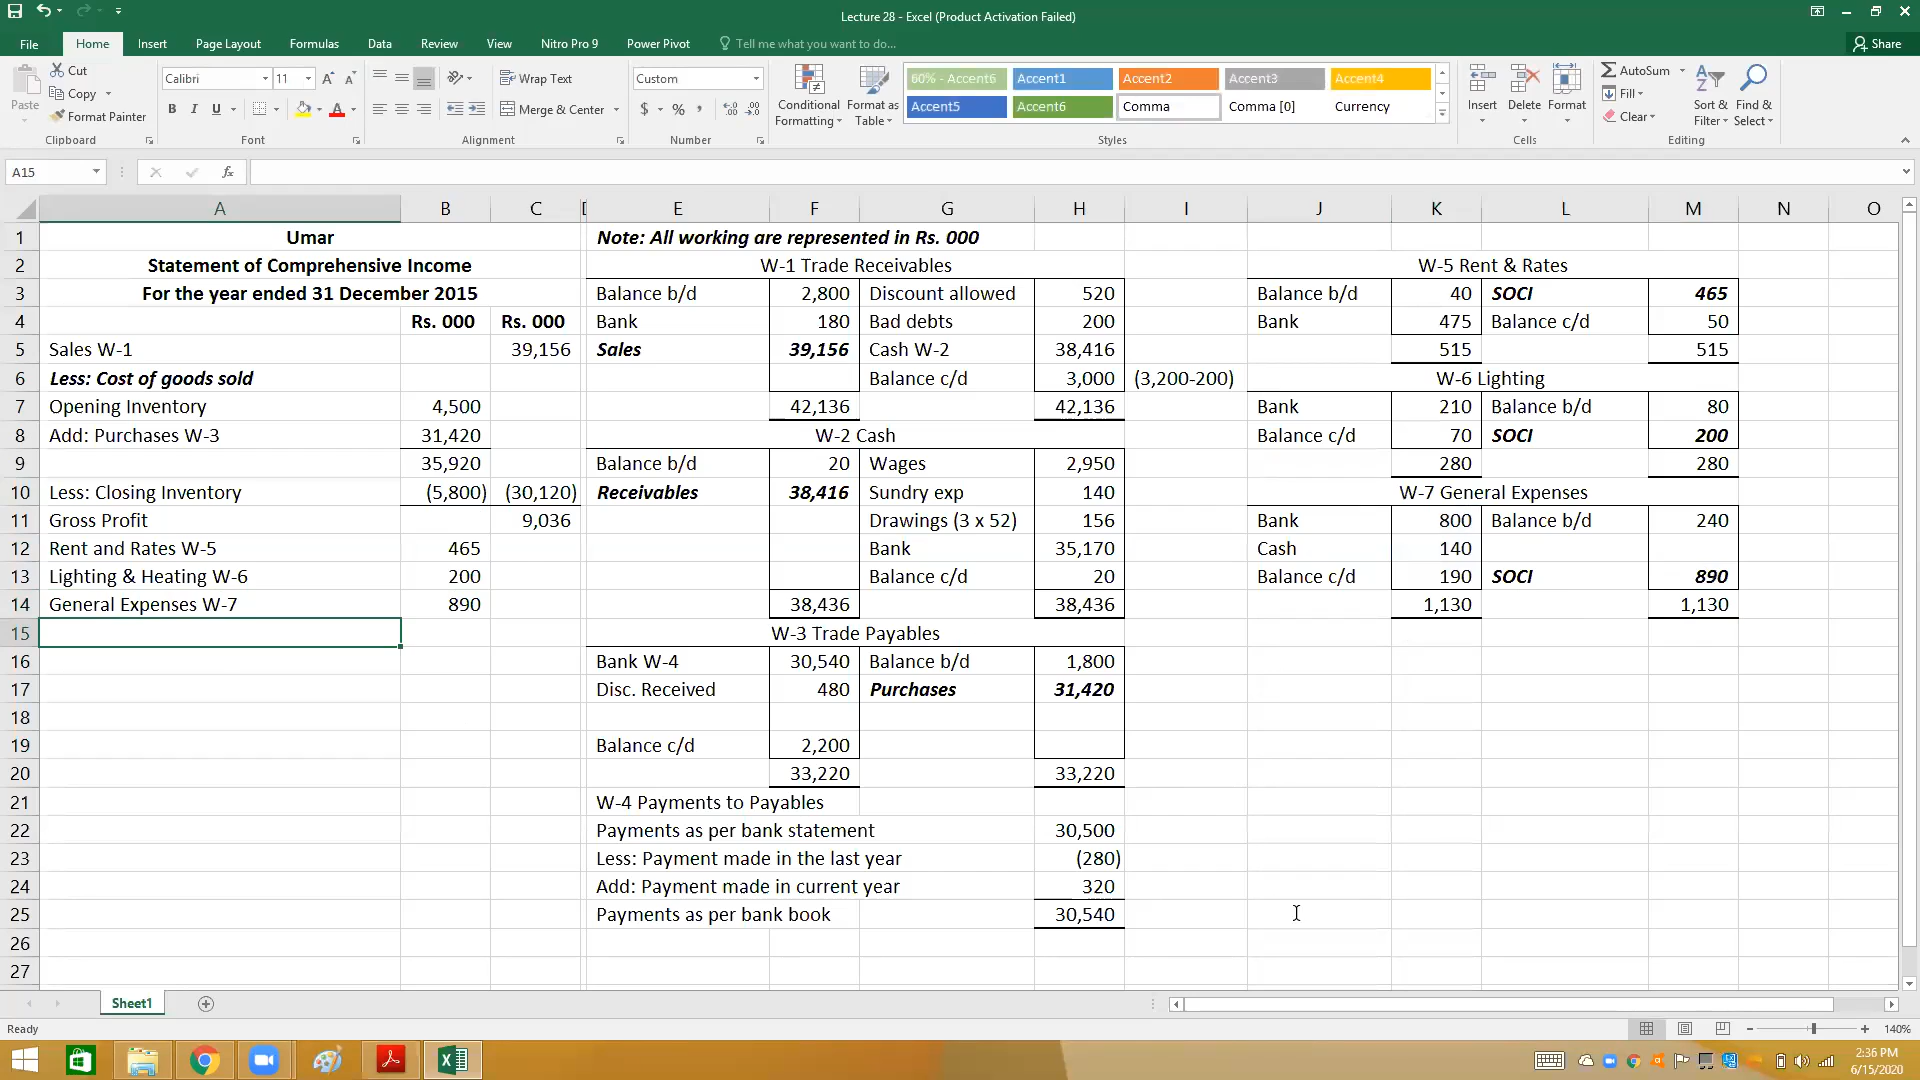 Lecture 28 - Excel (Product Activation Failed)
File Home Insert Page Layout Formulas Data Review View Nitro Pro 9 Power Pivot Tell me what you want to do... Share
Paste Cut Copy Format Painter Clipboard
Calibri 11 B I U Font
Wrap Text Merge & Center Alignment
Custom $ % , Number
Conditional Formatting Format as Table
60% - Accent6 Accent1 Accent2 Accent3 Accent4
Accent5 Accent6 Comma Comma [0] Currency
Styles
Insert Delete Format Cells
AutoSum Fill Clear Sort & Filter Find & Select Editing
A15 fx
A B C D E F G H I J K L M N O
1 Umar Note: All working are represented in Rs. 000
2 Statement of Comprehensive Income W-1 Trade Receivables W-5 Rent & Rates
3 For the year ended 31 December 2015 Balance b/d 2,800 Discount allowed 520 Balance b/d 40 SOCI 465
4 Rs. 000 Rs. 000 Bank 180 Bad debts 200 Bank 475 Balance c/d 50
5 Sales W-1 39,156 Sales 39,156 Cash W-2 38,416 515 515
6 Less: Cost of goods sold Balance c/d 3,000 (3,200-200) W-6 Lighting
7 Opening Inventory 4,500 42,136 42,136 Bank 210 Balance b/d 80
8 Add: Purchases W-3 31,420 W-2 Cash Balance c/d 70 SOCI 200
9 35,920 Balance b/d 20 Wages 2,950 280 280
10 Less: Closing Inventory (5,800) (30,120) Receivables 38,416 Sundry exp 140 W-7 General Expenses
11 Gross Profit 9,036 Drawings (3 x 52) 156 Bank 800 Balance b/d 240
12 Rent and Rates W-5 465 Bank 35,170 Cash 140
13 Lighting & Heating W-6 200 Balance c/d 20 Balance c/d 190 SOCI 890
14 General Expenses W-7 890 38,436 38,436 1,130 1,130
15 W-3 Trade Payables
16 Bank W-4 30,540 Balance b/d 1,800
17 Disc. Received 480 Purchases 31,420
18
19 Balance c/d 2,200
20 33,220 33,220
21 W-4 Payments to Payables
22 Payments as per bank statement 30,500
23 Less: Payment made in the last year (280)
24 Add: Payment made in current year 320
25 Payments as per bank book 30,540
26
27
Sheet1
Ready 140%
2:36 PM
6/15/2020